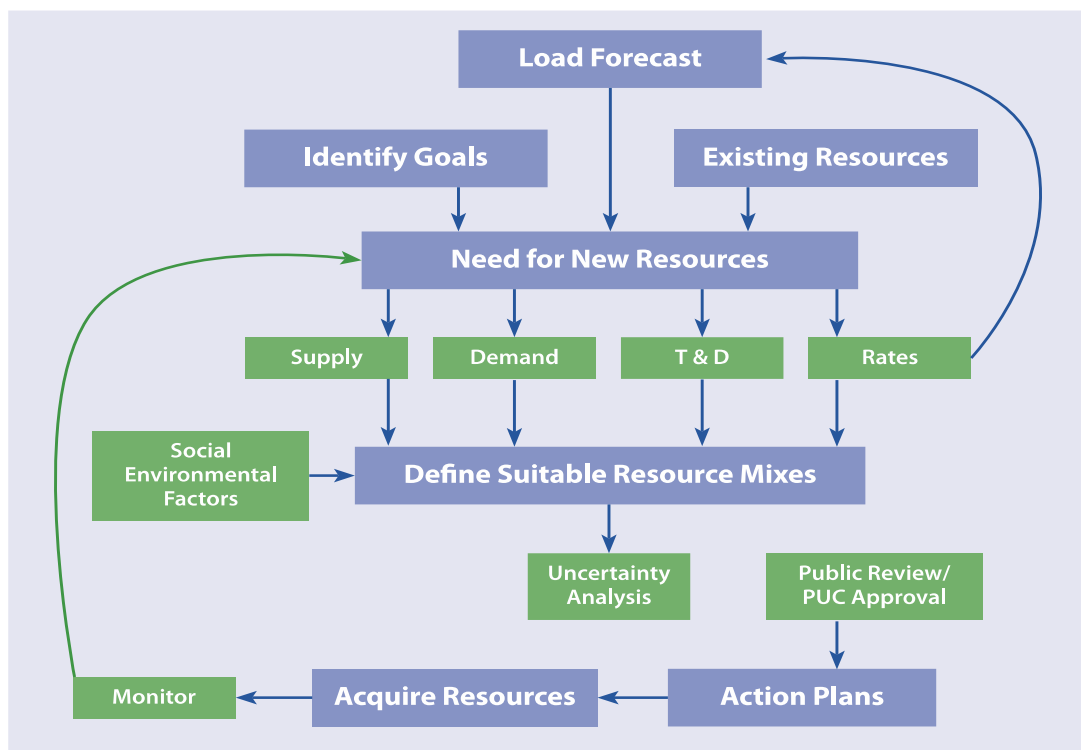 Load Forecast
Identify Goals
Existing Resources
Need for New Resources
Supply
Demand
T & D
Rates
Social
Environmental
Factors
Define Suitable Resource Mixes
Uncertainty
Analysis
Public Review/
PUC Approval
Monitor
Acquire Resources
Action Plans